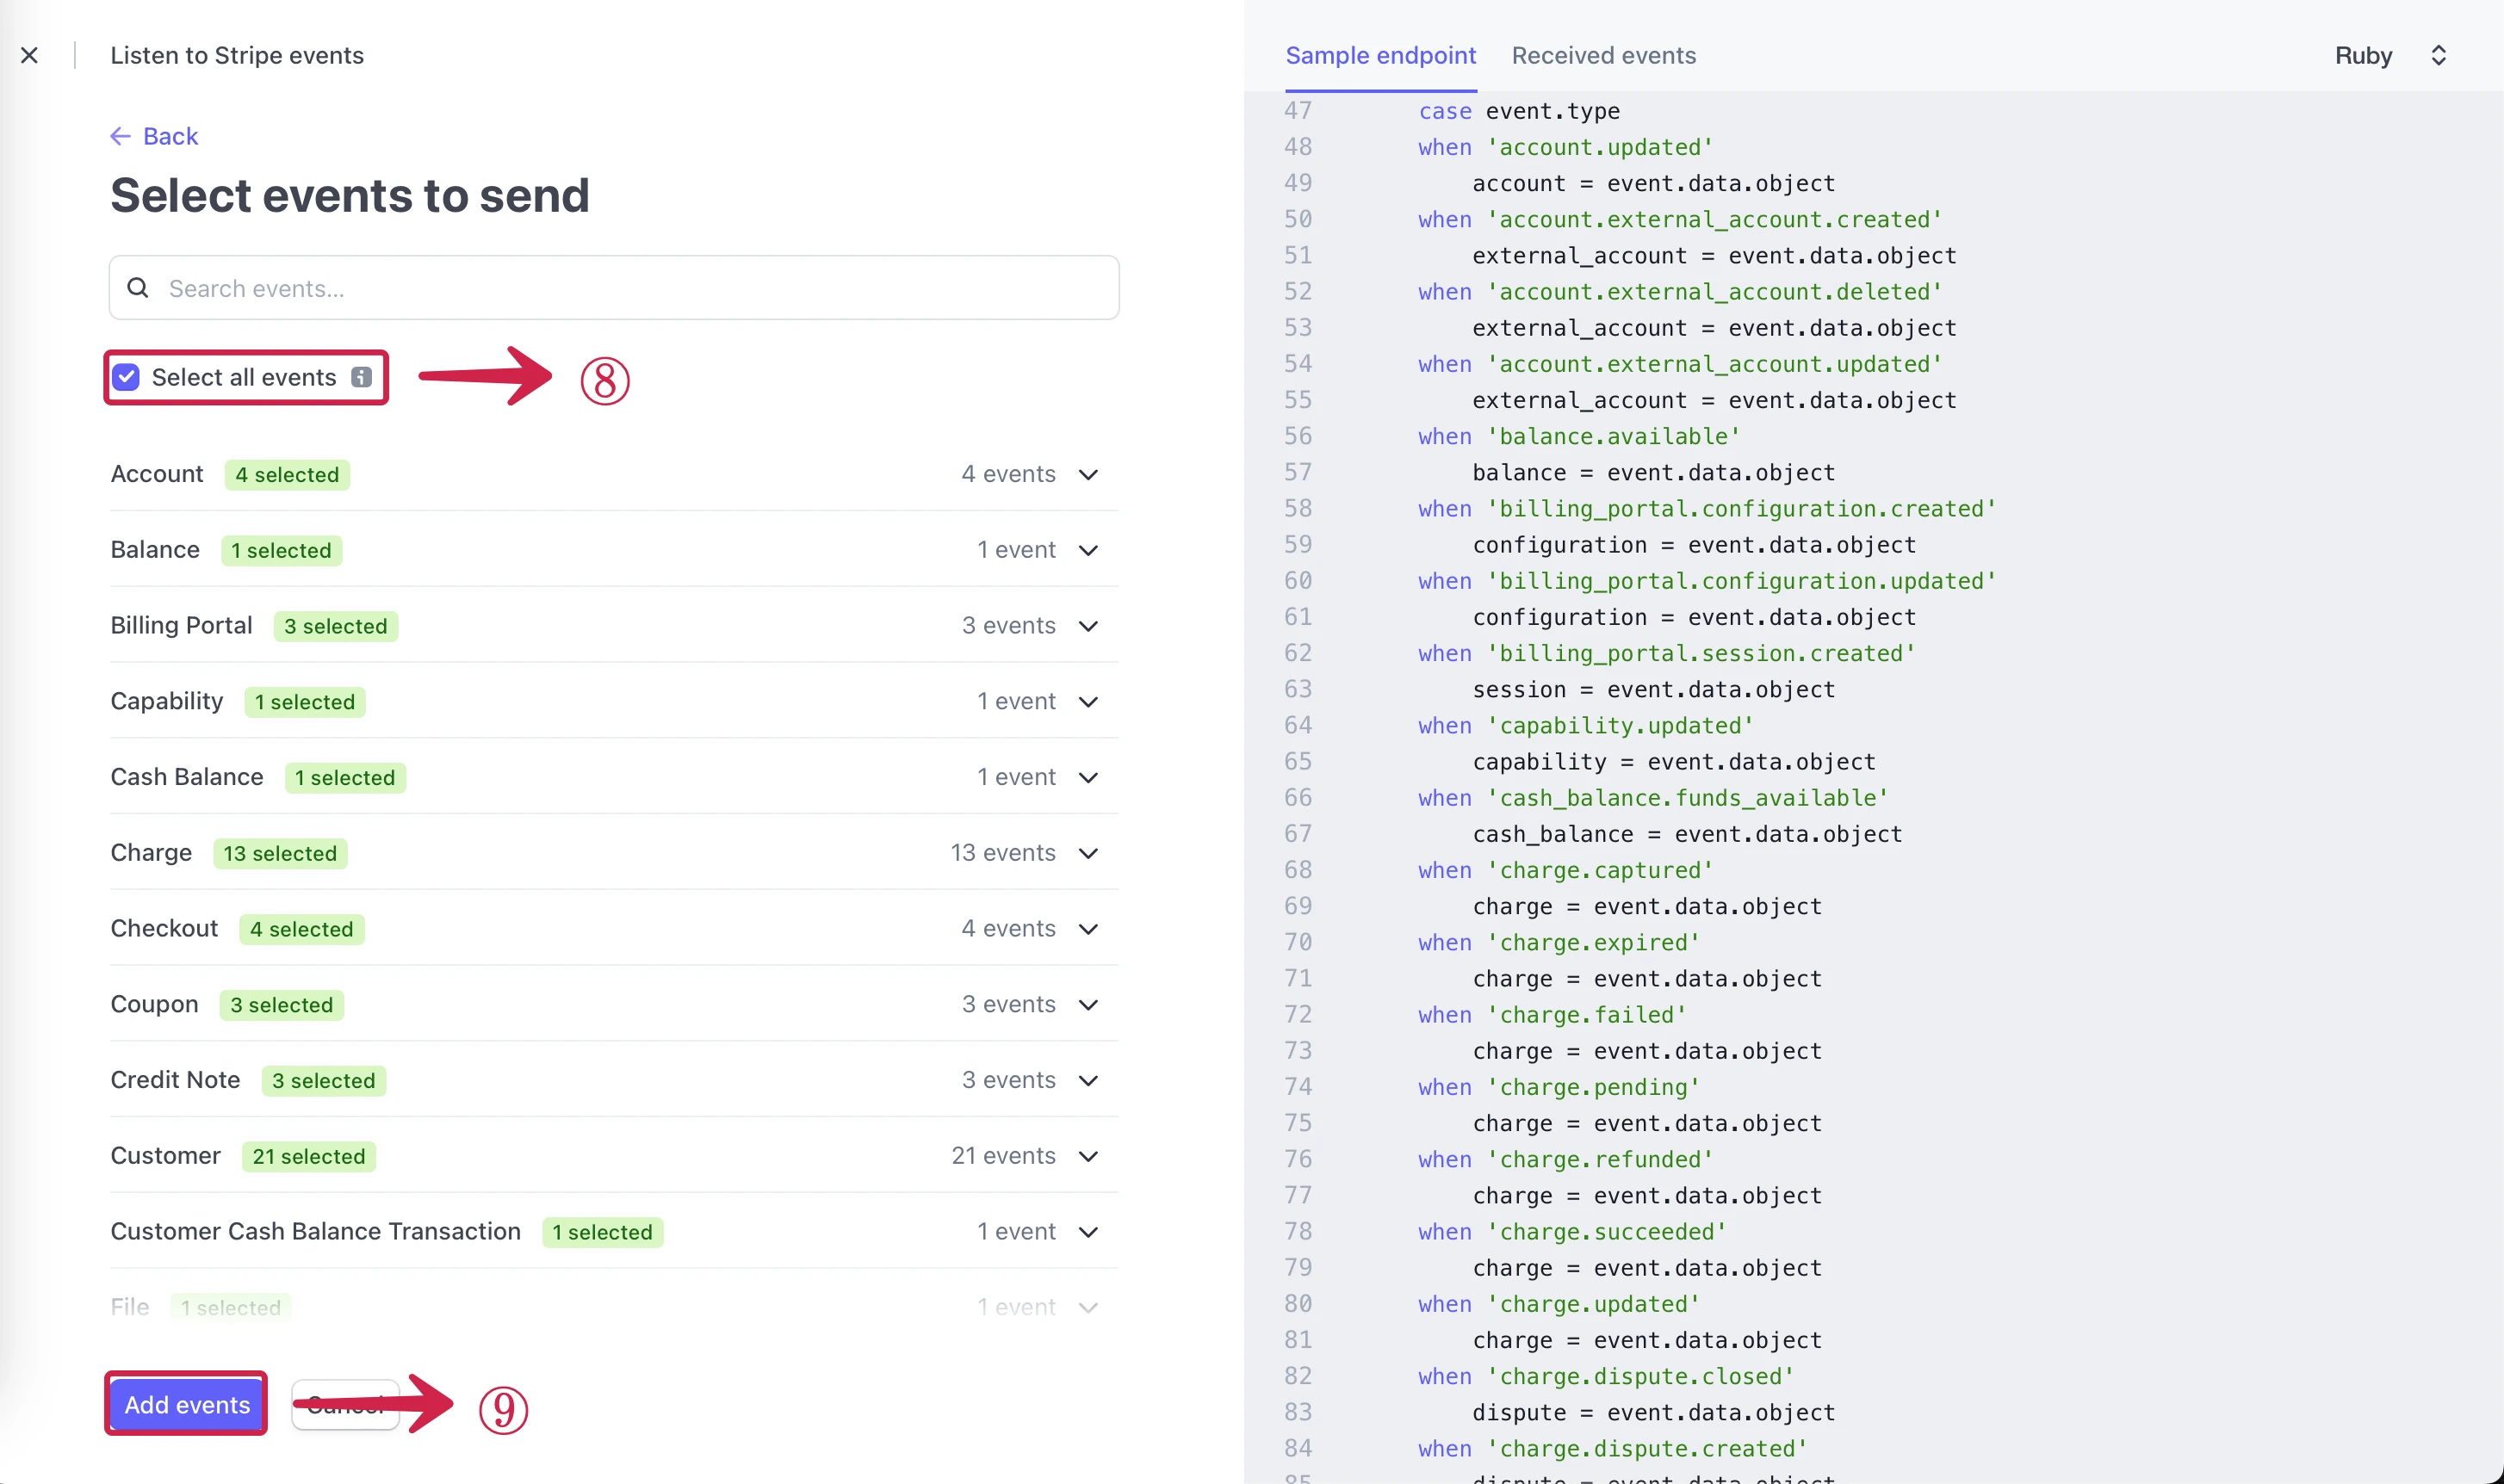 Listen to Stripe events
Back
Select events to send
Search events...
Select all events
⑧
Account 4 selected 4 events
Balance 1 selected 1 event
Billing Portal 3 selected 3 events
Capability 1 selected 1 event
Cash Balance 1 selected 1 event
Charge 13 selected 13 events
Checkout 4 selected 4 events
Coupon 3 selected 3 events
Credit Note 3 selected 3 events
Customer 21 selected 21 events
Customer Cash Balance Transaction 1 selected 1 event
File 1 selected 1 event
Add events Cancel ⑨
Sample endpoint Received events Ruby
47 case event.type
48 when 'account.updated'
49 account = event.data.object
50 when 'account.external_account.created'
51 external_account = event.data.object
52 when 'account.external_account.deleted'
53 external_account = event.data.object
54 when 'account.external_account.updated'
55 external_account = event.data.object
56 when 'balance.available'
57 balance = event.data.object
58 when 'billing_portal.configuration.created'
59 configuration = event.data.object
60 when 'billing_portal.configuration.updated'
61 configuration = event.data.object
62 when 'billing_portal.session.created'
63 session = event.data.object
64 when 'capability.updated'
65 capability = event.data.object
66 when 'cash_balance.funds_available'
67 cash_balance = event.data.object
68 when 'charge.captured'
69 charge = event.data.object
70 when 'charge.expired'
71 charge = event.data.object
72 when 'charge.failed'
73 charge = event.data.object
74 when 'charge.pending'
75 charge = event.data.object
76 when 'charge.refunded'
77 charge = event.data.object
78 when 'charge.succeeded'
79 charge = event.data.object
80 when 'charge.updated'
81 charge = event.data.object
82 when 'charge.dispute.closed'
83 dispute = event.data.object
84 when 'charge.dispute.created'
85 dispute = event.data.object